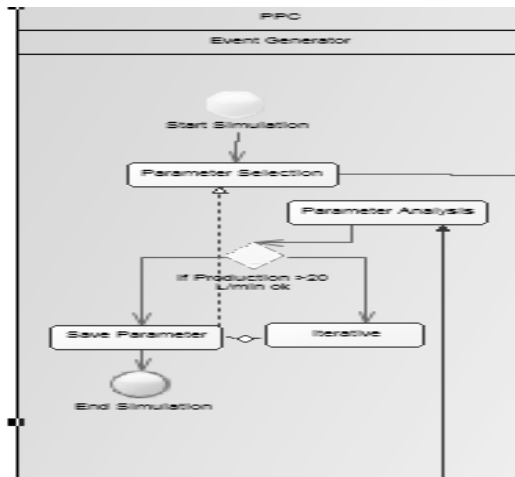 PPC
Event Generator
Start Simulation
Parameter Selection
Parameter Analysis
If Production >20
L/min ok
Save Parameter
Iterative
End Simulation